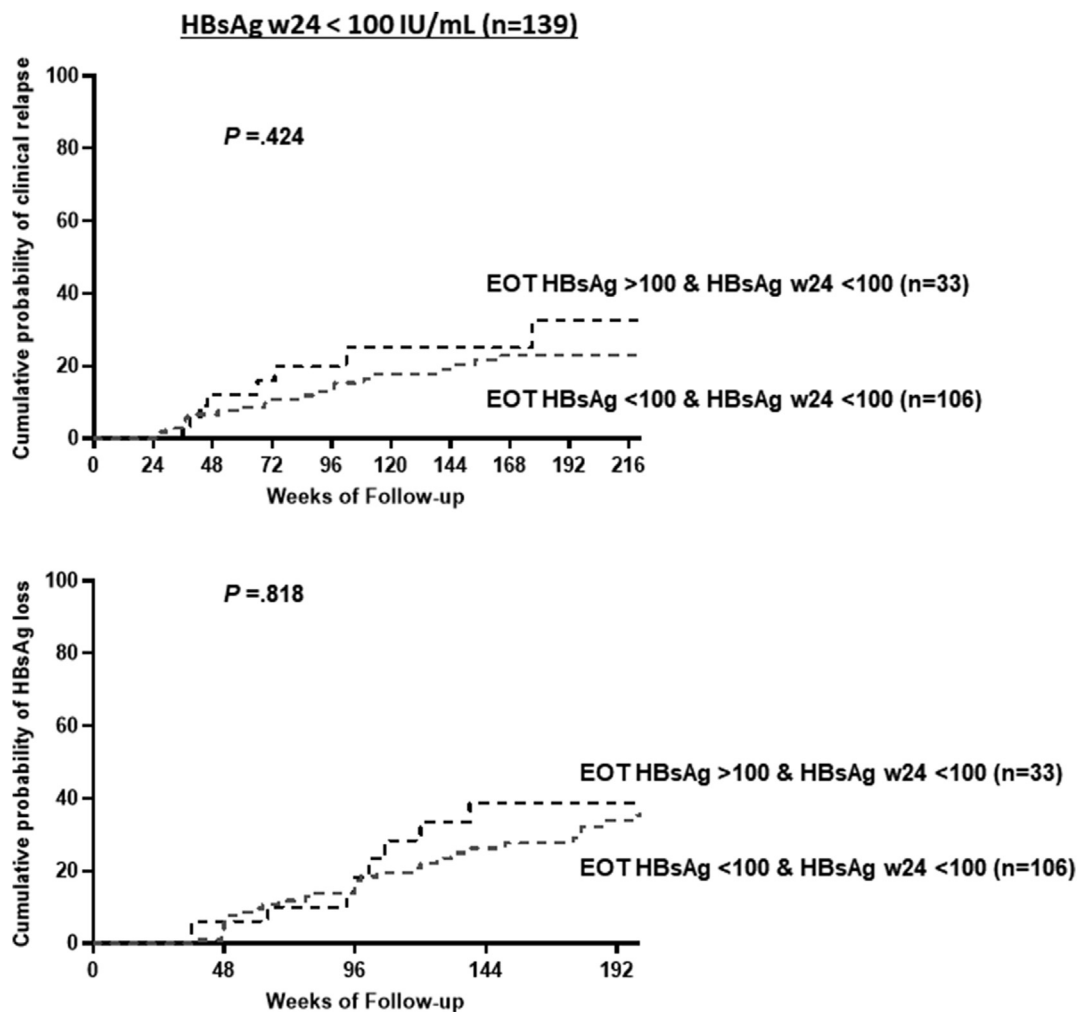 HBsAg w24 < 100 IU/mL (n=139)
Cumulative probability of clinical relapse
100
80
60
40
20
0
P =.424
EOT HBsAg >100 & HBsAg w24 <100 (n=33)
EOT HBsAg <100 & HBsAg w24 <100 (n=106)
0 24 48 72 96 120 144 168 192 216
Weeks of Follow-up
Cumulative probability of HBsAg loss
100
80
60
40
20
0
P =.818
EOT HBsAg >100 & HBsAg w24 <100 (n=33)
EOT HBsAg <100 & HBsAg w24 <100 (n=106)
0 48 96 144 192
Weeks of Follow-up